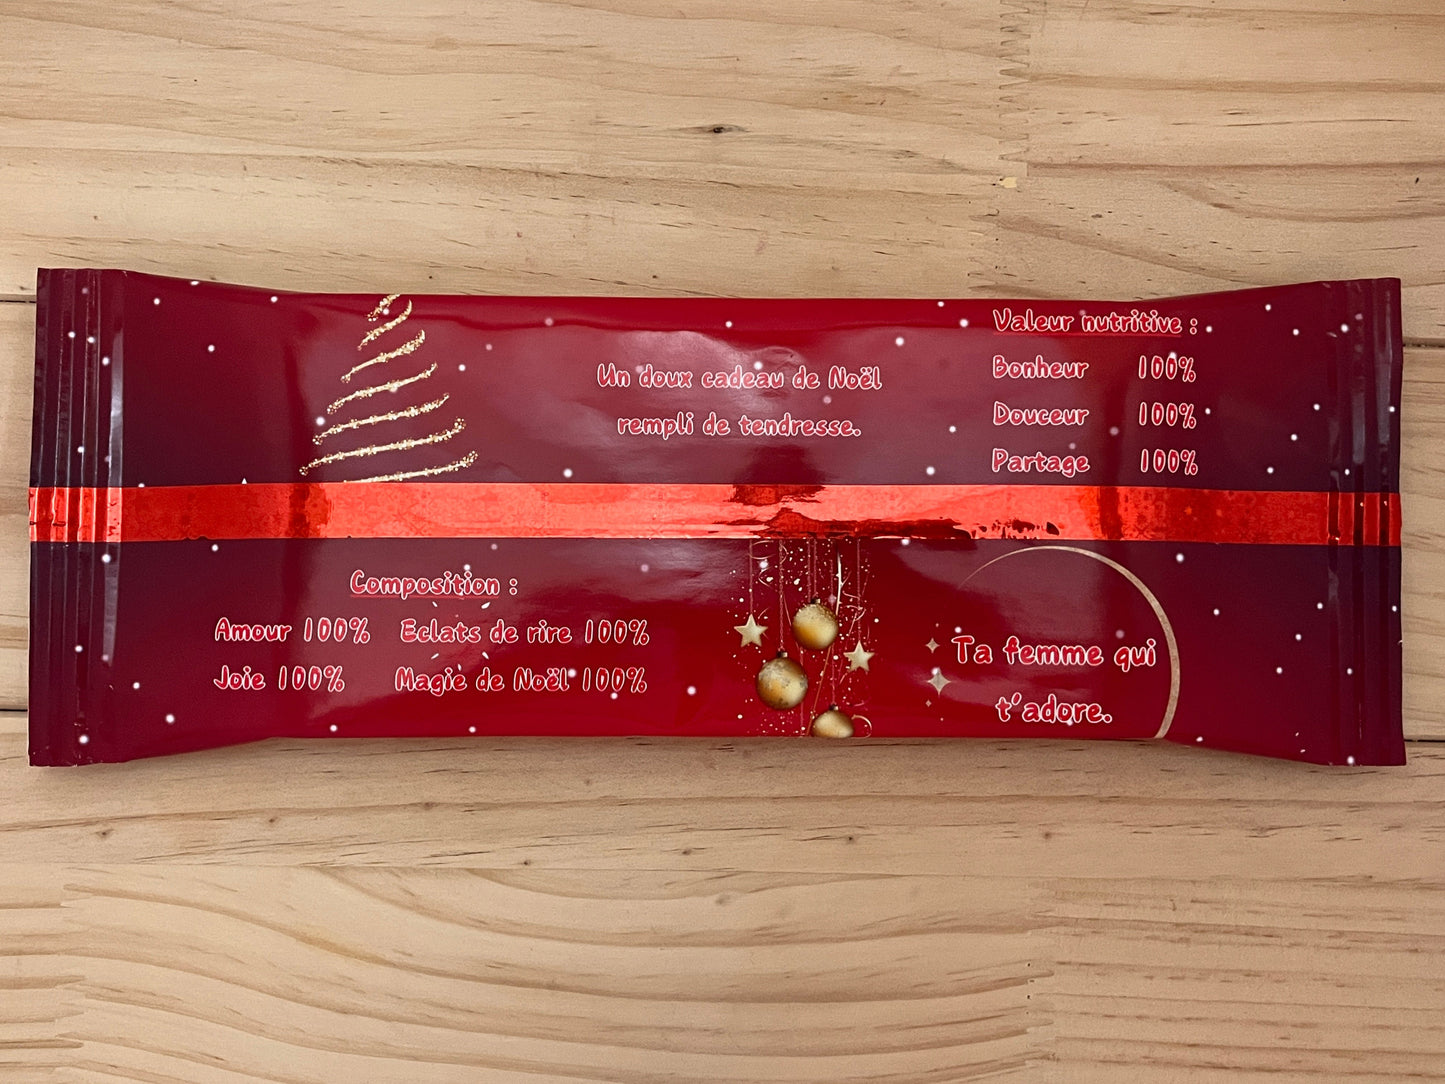 Un doux cadeau de Noël
rempli de tendresse.
Valeur nutritive :
Bonheur 100%
Douceur 100%
Partage 100%
Composition :
Amour 100% Eclats de rire 100%
Joie 100% Magie de Noël 100%
Ta femme qui
t'adore.